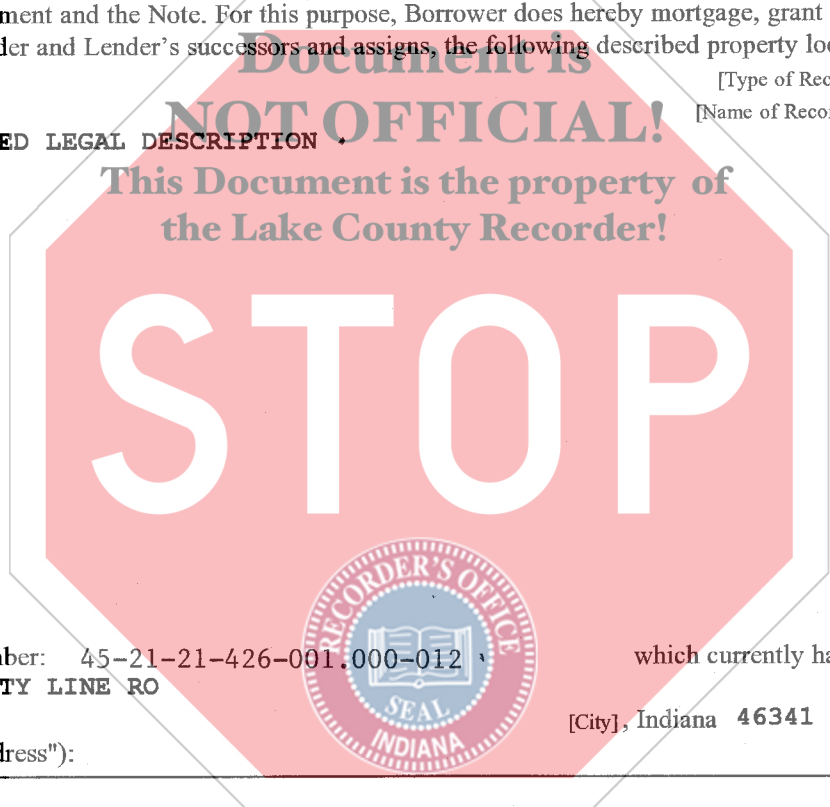 ment and the Note. For this purpose, Borrower does hereby mortgage, grant
der and Lender's successors and assigns, the following described property loc
Document is
[Type of Rec
NOT OFFICIAL!
[Name of Recor
ED LEGAL DESCRIPTION
This Document is the property of
the Lake County Recorder!
STOP
RECORDER'S OFFICE
SEAL
INDIANA
ber: 45-21-21-426-001.000-012
which currently ha
TY LINE RO
[City], Indiana 46341
dress"):